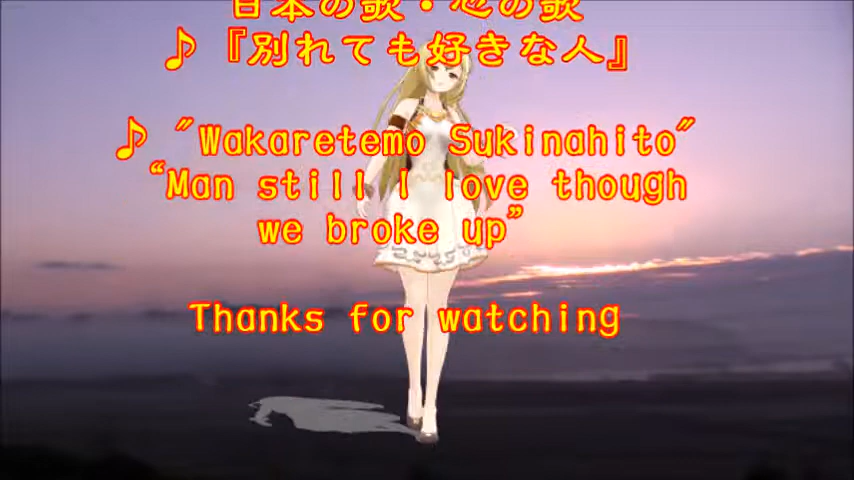 日本の歌・心の歌
♪『別れても好きな人』
♪ "Wakaretemo Sukinahito"
“Man still I love though
we broke up”
Thanks for watching